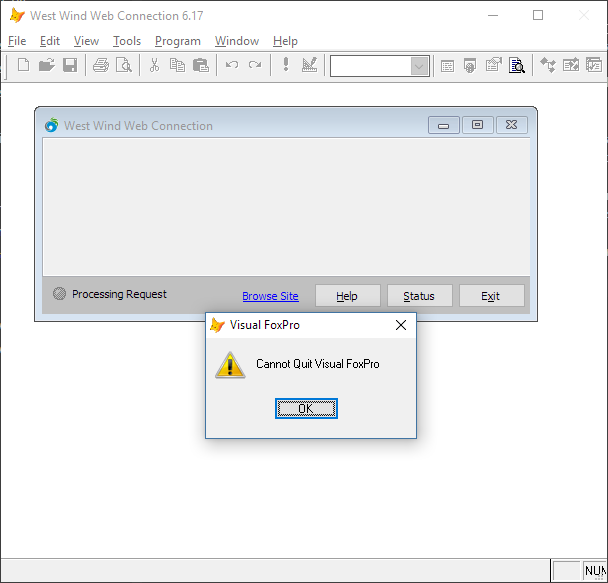 West Wind Web Connection 6.17
File Edit View Tools Program Window Help
West Wind Web Connection
Processing Request Browse Site Help Status Exit
Visual FoxPro
Cannot Quit Visual FoxPro
OK
NUM